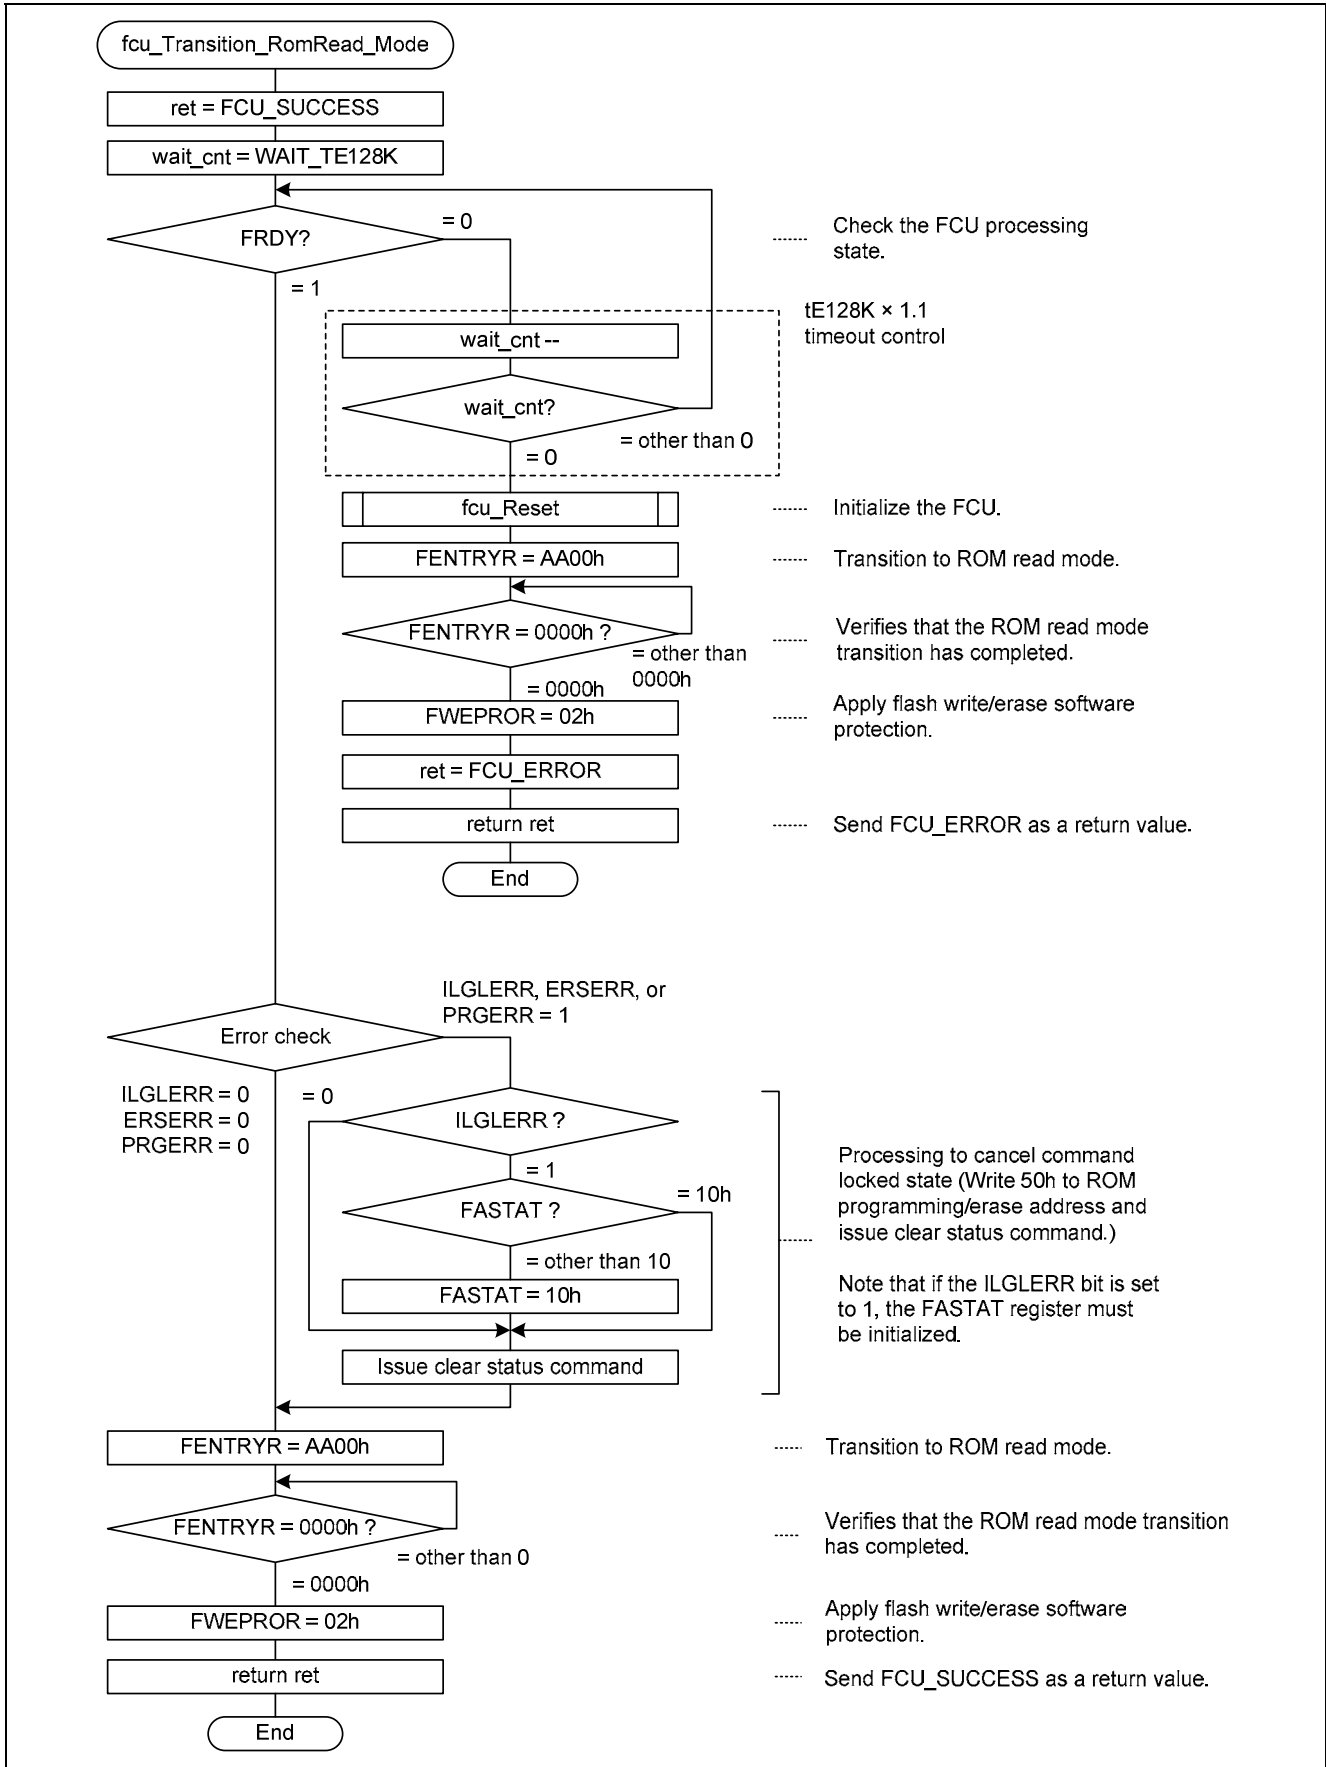 fcu_Transition_RomRead_Mode
ret = FCU_SUCCESS
wait_cnt = WAIT_TE128K
= 0
FRDY?
= 1
Check the FCU processing
state.
tE128K × 1.1
timeout control
wait_cnt --
wait_cnt?
= other than 0
= 0
fcu_Reset
Initialize the FCU.
FENTRYR = AA00h
Transition to ROM read mode.
FENTRYR = 0000h ?
= other than
0000h
Verifies that the ROM read mode
transition has completed.
= 0000h
FWEPROR = 02h
Apply flash write/erase software
protection.
ret = FCU_ERROR
return ret
Send FCU_ERROR as a return value.
End
ILGLERR, ERSERR, or
PRGERR = 1
Error check
ILGLERR = 0
ERSERR = 0
PRGERR = 0
= 0
ILGLERR ?
= 1
= 10h
FASTAT ?
= other than 10
FASTAT = 10h
Issue clear status command
Processing to cancel command
locked state (Write 50h to ROM
programming/erase address and
issue clear status command.)
Note that if the ILGLERR bit is set
to 1, the FASTAT register must
be initialized.
FENTRYR = AA00h
Transition to ROM read mode.
FENTRYR = 0000h ?
= other than 0
Verifies that the ROM read mode transition
has completed.
= 0000h
FWEPROR = 02h
Apply flash write/erase software
protection.
return ret
Send FCU_SUCCESS as a return value.
End